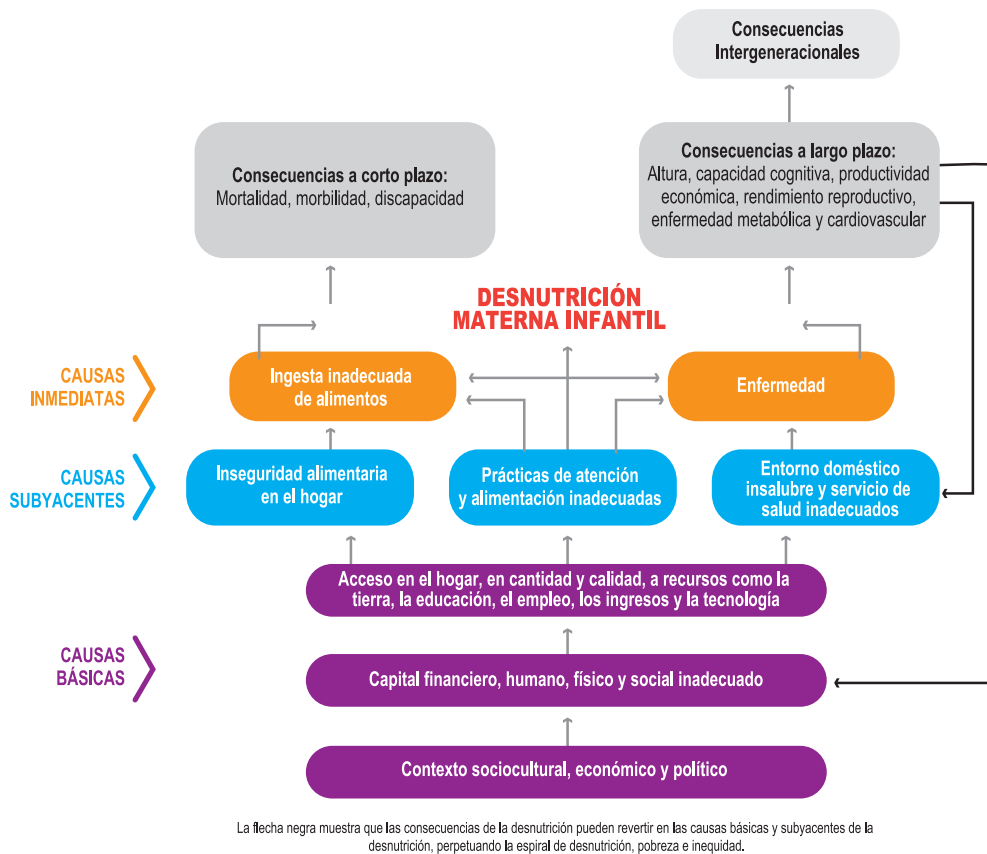 Consecuencias
Intergeneracionales
Consecuencias a corto plazo:
Mortalidad, morbilidad, discapacidad
Consecuencias a largo plazo:
Altura, capacidad cognitiva, productividad
económica, rendimiento reproductivo,
enfermedad metabólica y cardiovascular
DESNUTRICIÓN
MATERNA INFANTIL
CAUSAS
INMEDIATAS
Ingesta inadecuada
de alimentos
Enfermedad
CAUSAS
SUBYACENTES
Inseguridad alimentaria
en el hogar
Prácticas de atención
y alimentación inadecuadas
Entorno doméstico
insalubre y servicio de
salud inadecuados
CAUSAS
BÁSICAS
Acceso en el hogar, en cantidad y calidad, a recursos como la
tierra, la educación, el empleo, los ingresos y la tecnología
Capital financiero, humano, físico y social inadecuado
Contexto sociocultural, económico y político
La flecha negra muestra que las consecuencias de la desnutrición pueden revertir en las causas básicas y subyacentes de la
desnutrición, perpetuando la espiral de desnutrición, pobreza e inequidad.